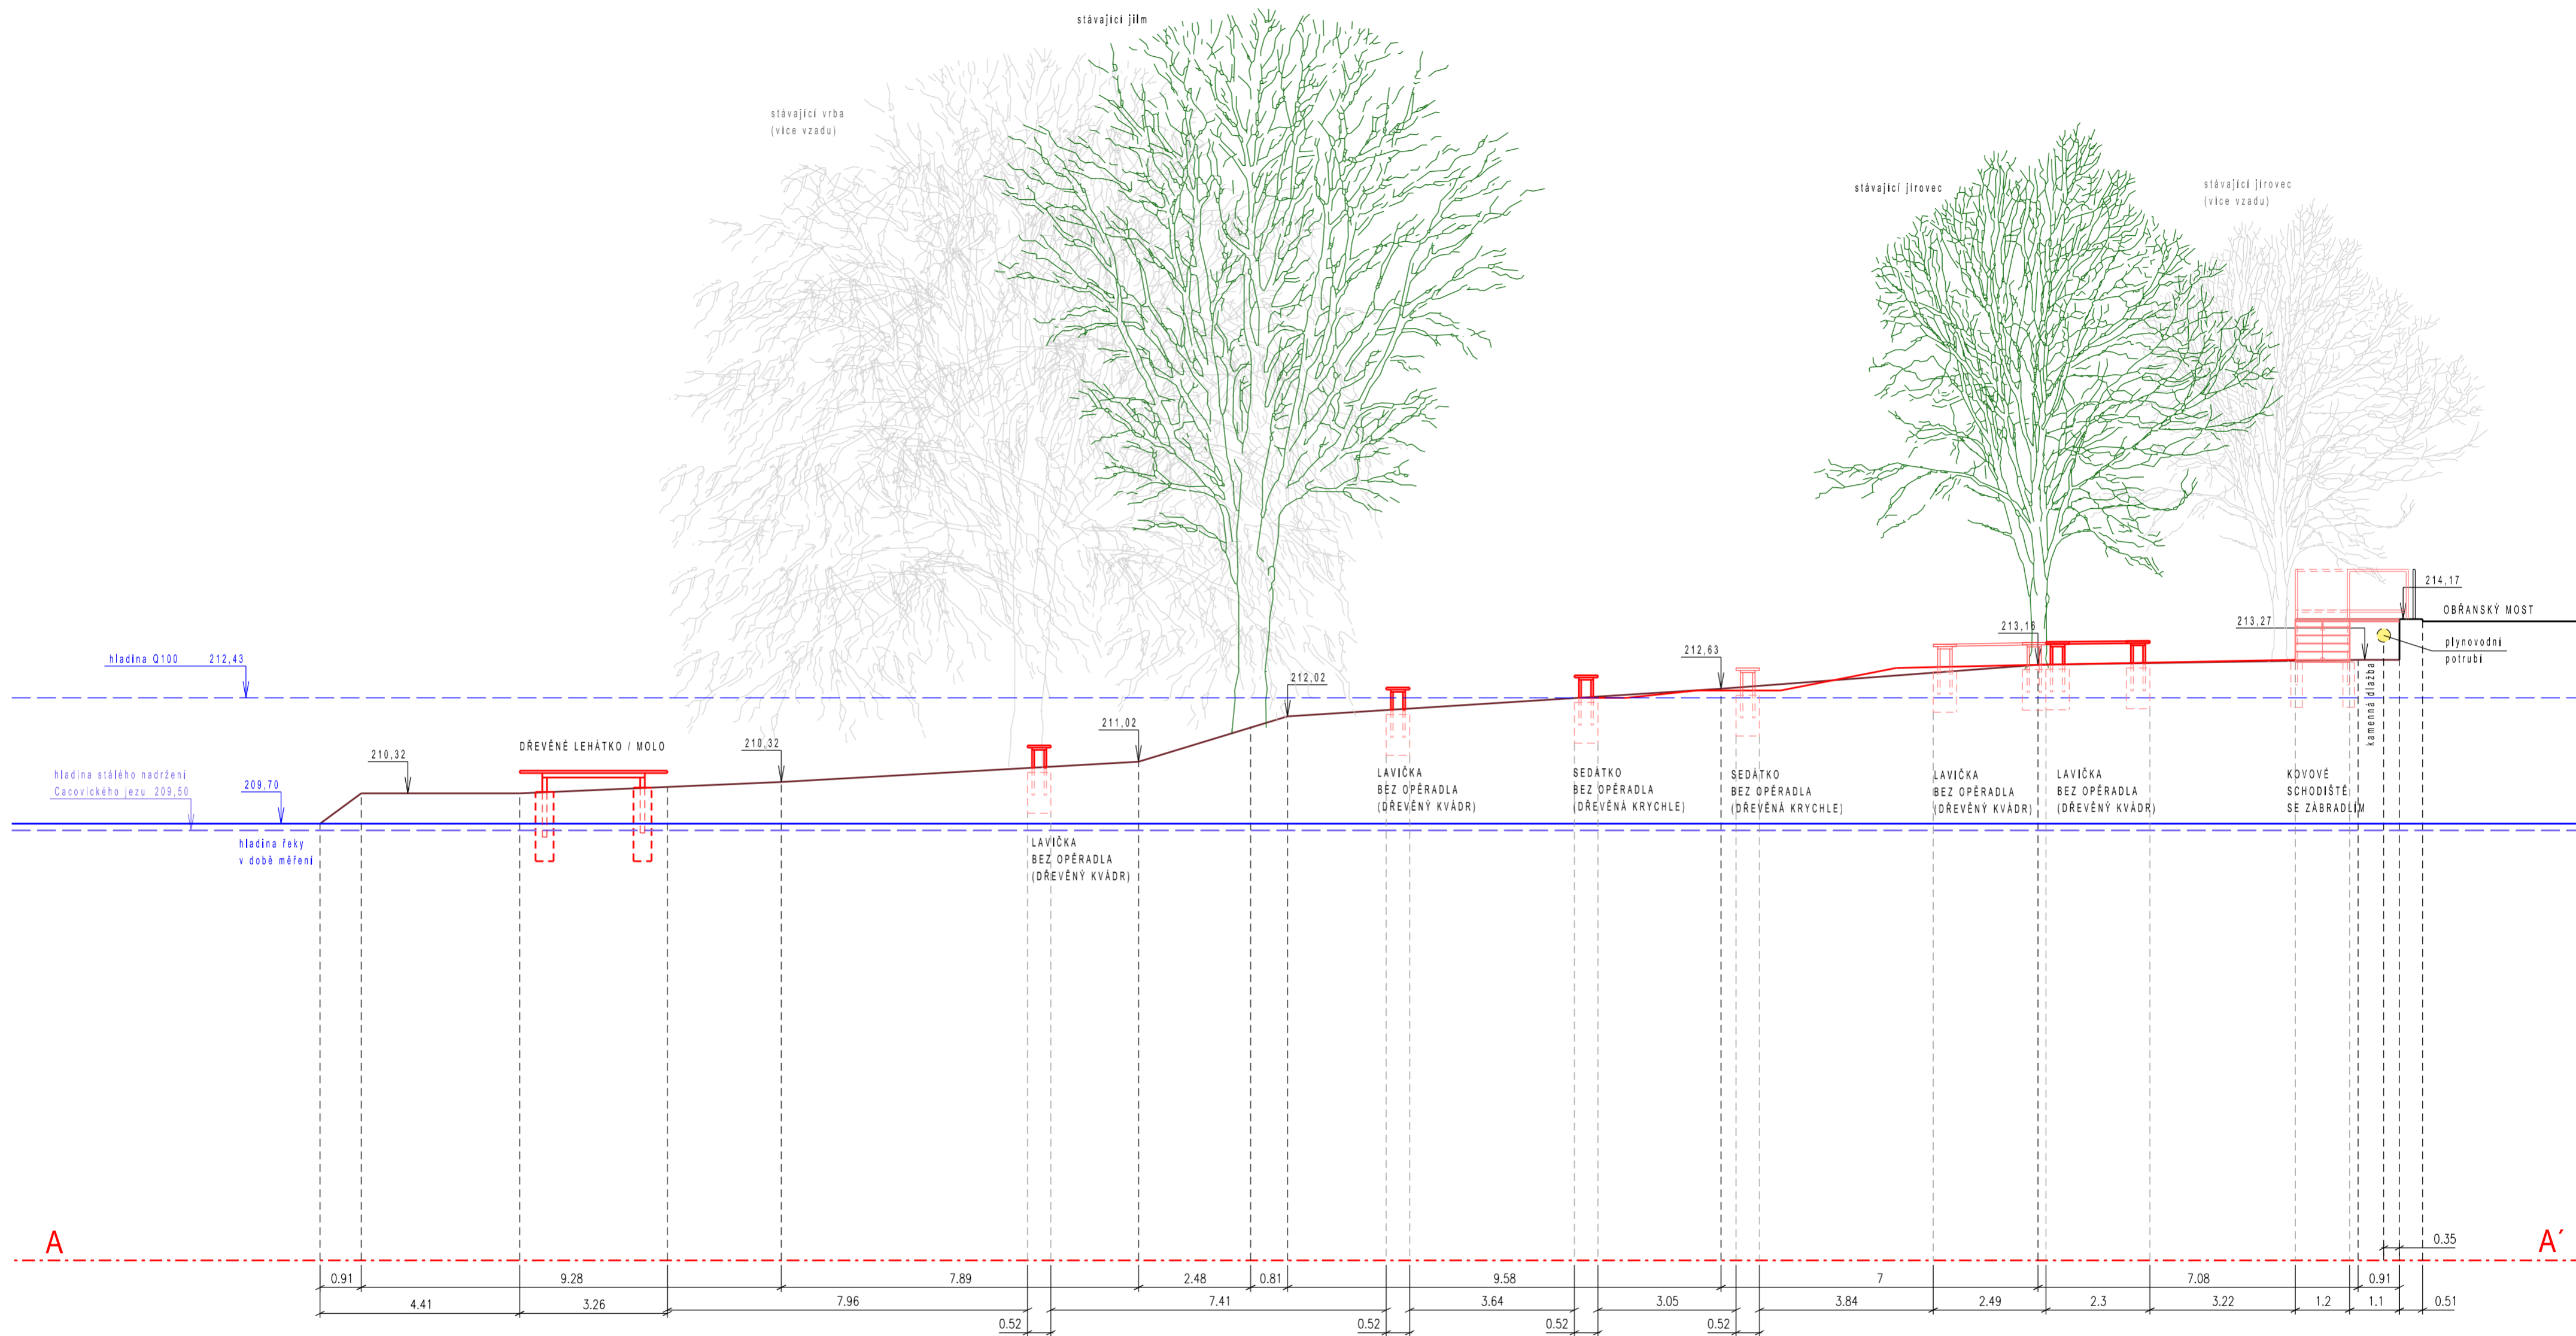 stávající jilm
stávající vrba
(více vzadu)
stávající jírovec
stávající jírovec
(více vzadu)
214,17
OBŘANSKÝ MOST
213,27
213,16
plynovodní
potrubí
kamenná dlažba
hladina Q100 212,43
212,63
212,02
211,02
210,32
DŘEVĚNÉ LEHÁTKO / MOLO
210,32
hladina stálého nadržení
Cacovického jezu 209,50
209,70
hladina řeky
v době měření
LAVIČKA
BEZ OPĚRADLA
(DŘEVĚNÝ KVÁDR)
LAVIČKA
BEZ OPĚRADLA
(DŘEVĚNÝ KVÁDR)
SEDÁTKO
BEZ OPĚRADLA
(DŘEVĚNÁ KRYCHLE)
SEDÁTKO
BEZ OPĚRADLA
(DŘEVĚNÁ KRYCHLE)
LAVIČKA
BEZ OPĚRADLA
(DŘEVĚNÝ KVÁDR)
LAVIČKA
BEZ OPĚRADLA
(DŘEVĚNÝ KVÁDR)
KOVOVÉ
SCHODIŠTĚ
SE ZÁBRADLÍM
A
A´
0.35
0.91 9.28 7.89 2.48 0.81 9.58 7 7.08 0.91
4.41 3.26 7.96 7.41 3.64 3.05 3.84 2.49 2.3 3.22 1.2 1.1 0.51
0.52 0.52 0.52 0.52